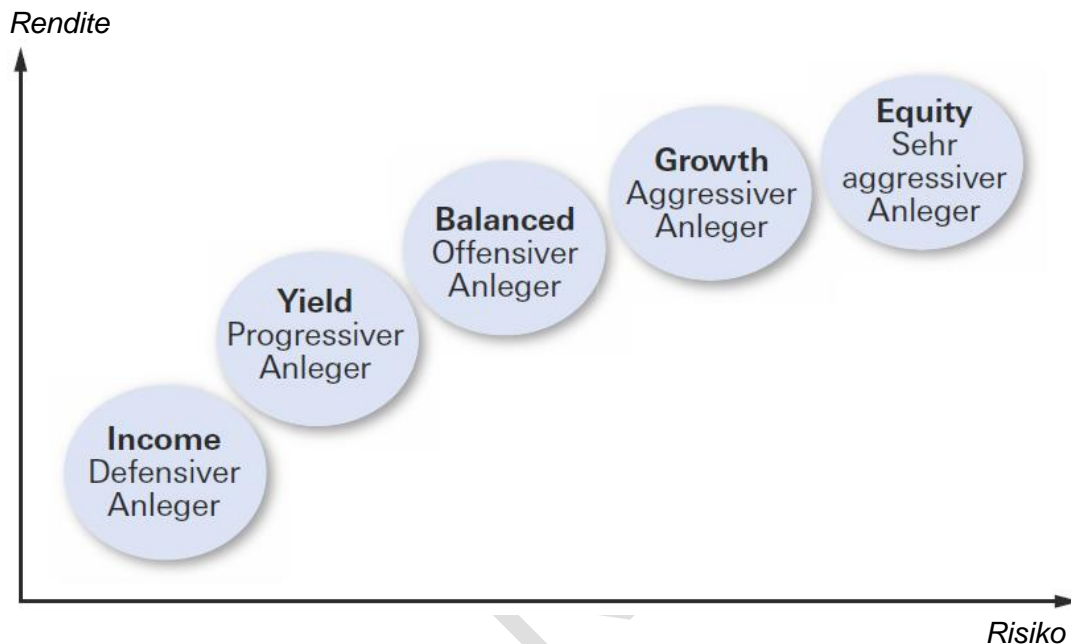 Rendite
Equity
Sehr
aggressiver
Anleger
Growth
Aggressiver
Anleger
Balanced
Offensiver
Anleger
Yield
Progressiver
Anleger
Income
Defensiver
Anleger
Risiko